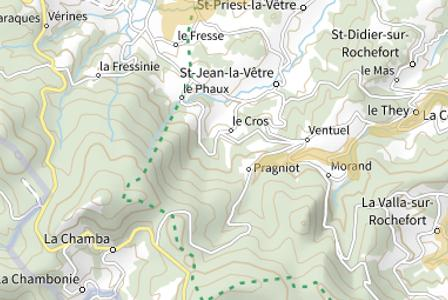 St-Priest-la-Vêtre
Vérines
le Fresse
St-Didier-sur-
Rochefort
la Fressinie
St-Jean-la-Vêtre
le Mas
le Phaux
le They
le Cros
Ventuel
Pragniot
Morand
La Valla-sur-
Rochefort
La Chamba
La Chambonie